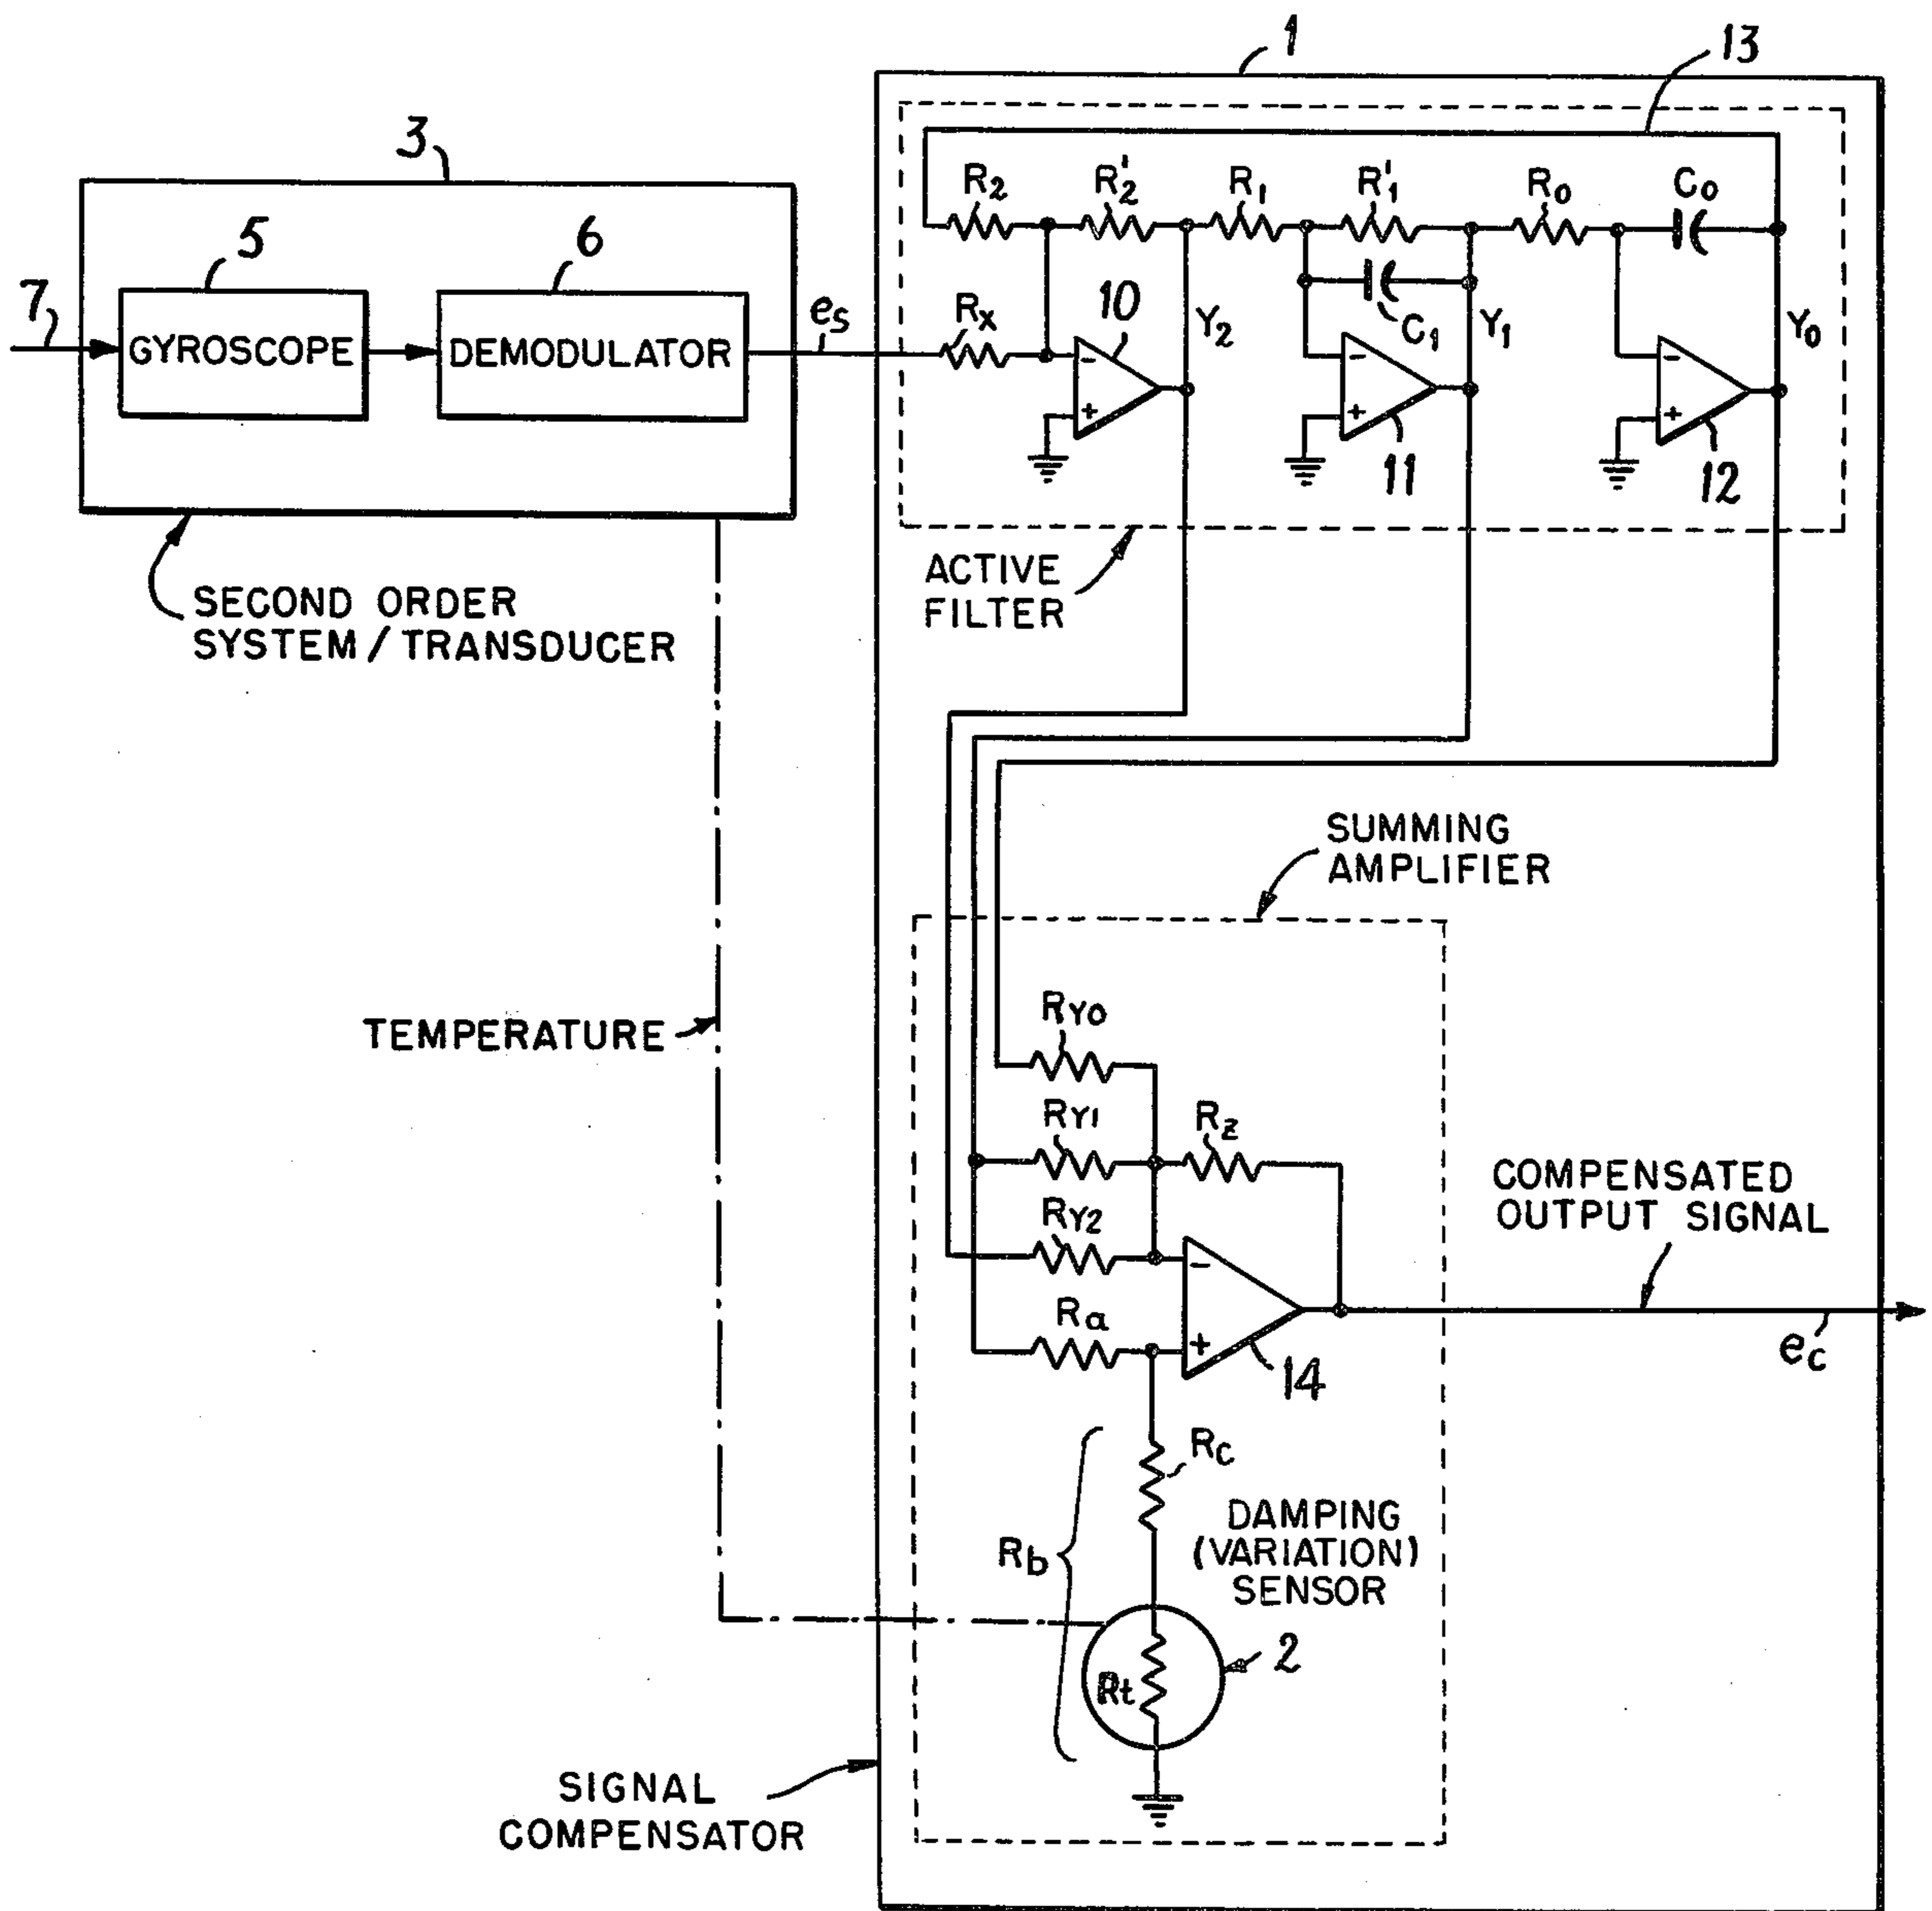 1
13
3
R2
R'2
R1
R'1
R0
C0
5
6
7
GYROSCOPE
DEMODULATOR
es
Rx
10
Y2
C1
Y1
Y0
-
+
-
+
-
+
11
12
ACTIVE
FILTER
SECOND ORDER
SYSTEM / TRANSDUCER
SUMMING
AMPLIFIER
TEMPERATURE
RY0
RY1
Rz
RY2
COMPENSATED
OUTPUT SIGNAL
-
Ra
+
14
ec
Rc
Rb
DAMPING
(VARIATION)
SENSOR
2
Rt
SIGNAL
COMPENSATOR